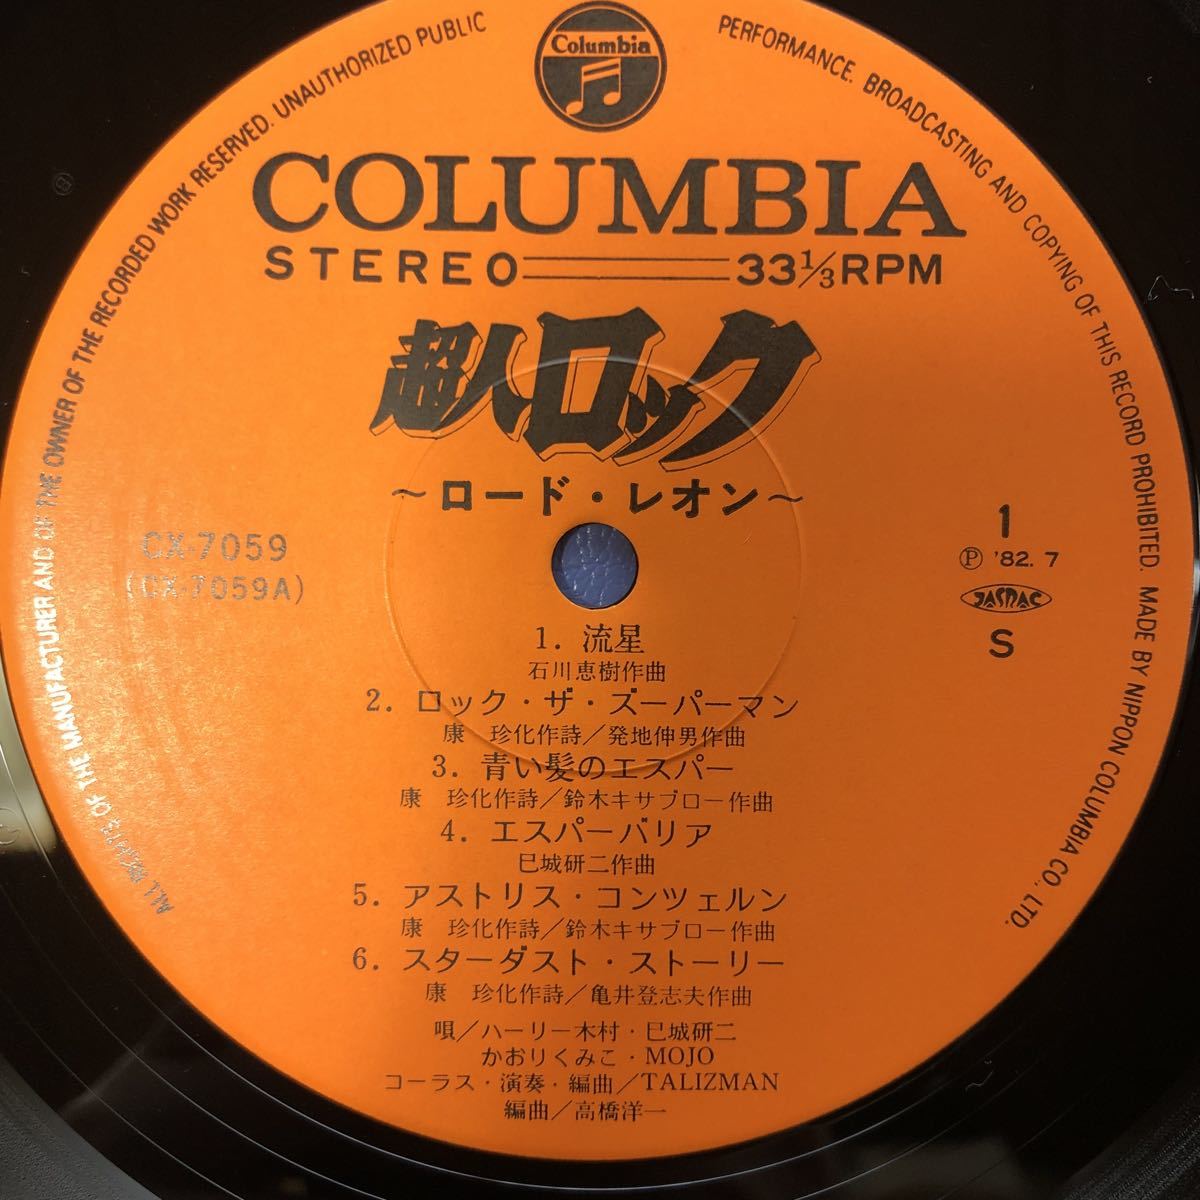 Columbia
ALL RIGHTS OF THE MANUFACTURER AND OF THE OWNER OF THE RECORDED WORK RESERVED. UNAUTHORIZED PUBLIC PERFORMANCE. BROADCASTING AND COPYING OF THIS RECORD PROHIBITED. MADE BY NIPPON COLUMBIA CO., LTD.
COLUMBIA
STEREO 33 1/3 RPM
超人ロック
～ロード・レオン～
CX-7059
(CX-7059A)
1
Ⓟ '82. 7
JASRAC
S
1. 流星
石川恵樹作曲
2. ロック・ザ・ズーパーマン
康 珍化作詩/発地伸男作曲
3. 青い髪のエスパー
康 珍化作詩/鈴木キサブロー作曲
4. エスパーバリア
巳城研二作曲
5. アストリス・コンツェルン
康 珍化作詩/鈴木キサブロー作曲
6. スターダスト・ストーリー
康 珍化作詩/亀井登志夫作曲
唄/ハーリー木村・巳城研二
かおりくみこ・MOJO
コーラス・演奏・編曲/TALIZMAN
編曲/高橋洋一